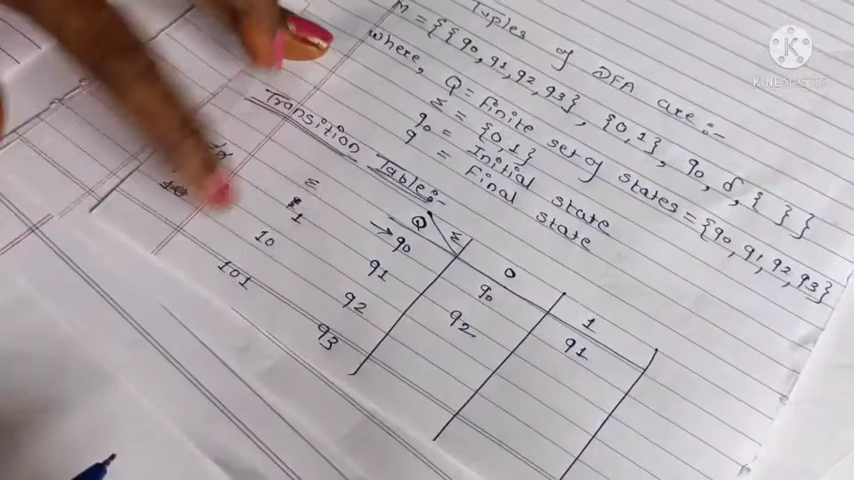 Tuples of DFA are:-
M = {{q0, q1, q2, q3}, {0,1}, q0, δ, { }}
where, Q = Finite set of states = {q0, q1, q2, q3}
Σ = {0,1}
q0 = Initial state
q = Final state
Transition Table:-
Q Σ 0 1
ε →q0 q0 q1
1 q1 q2
10 q2
101 q3
KINEMASTER